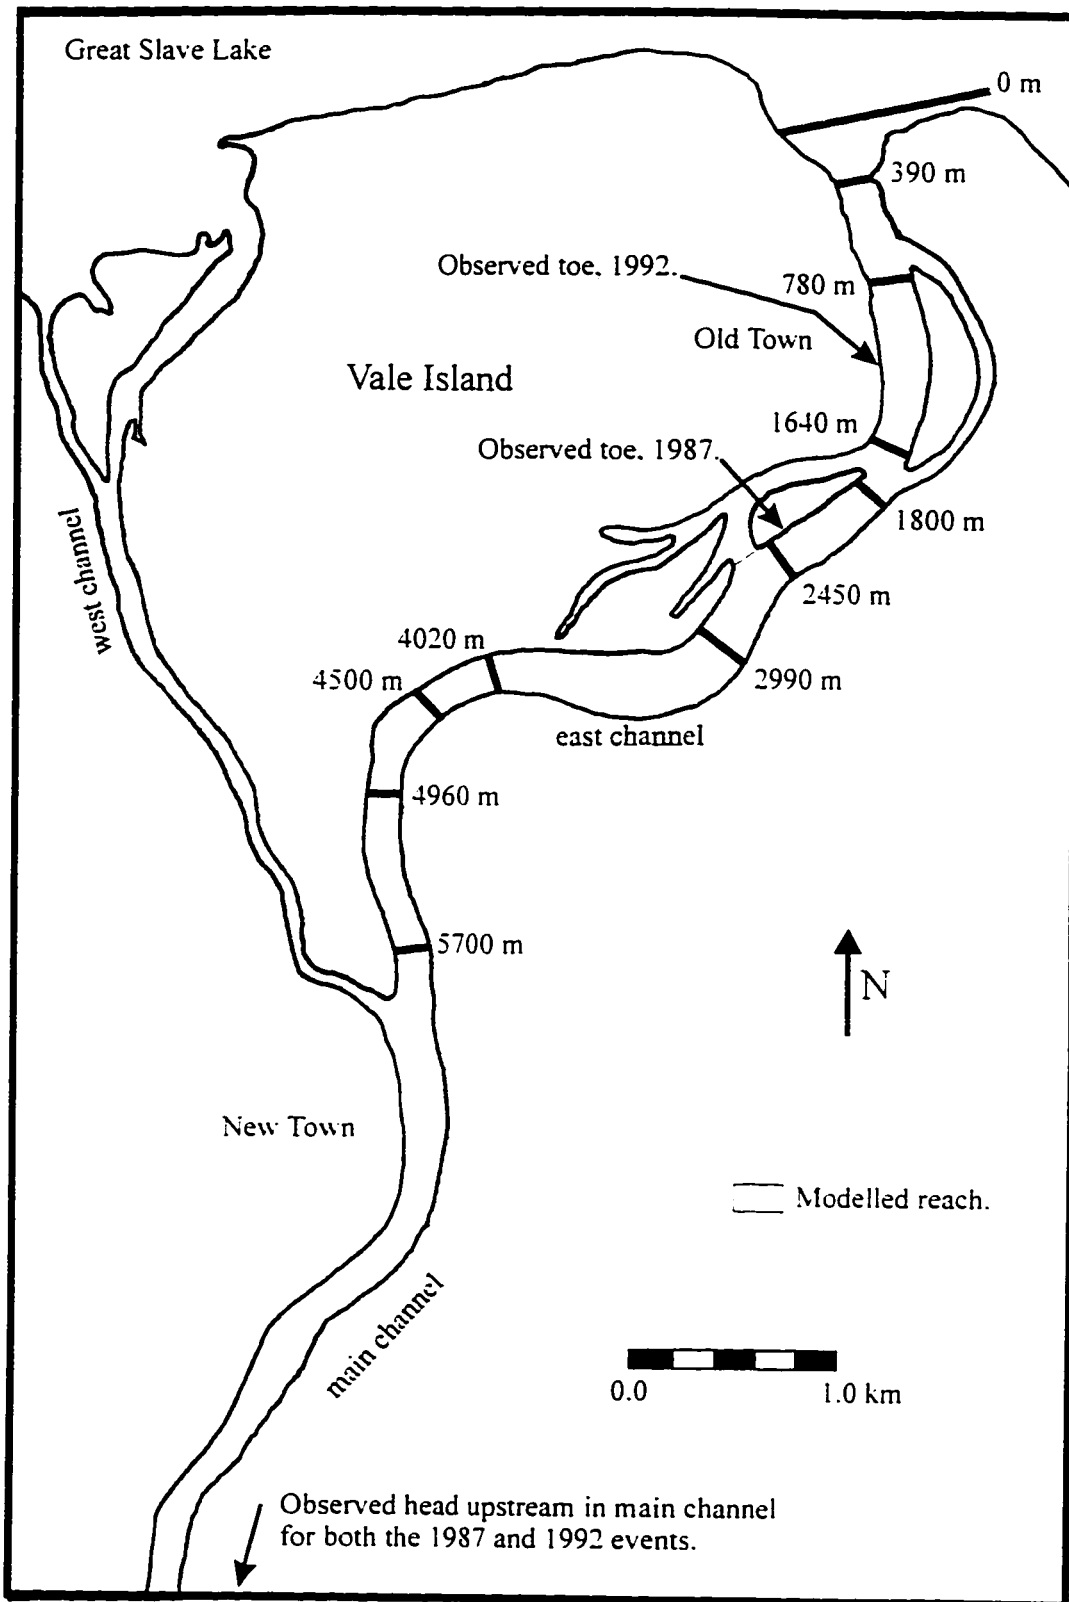 Great Slave Lake
0 m
390 m
Observed toe. 1992.
780 m
Old Town
Vale Island
1640 m
Observed toe. 1987.
1800 m
west channel
2450 m
4020 m
4500 m
2990 m
east channel
4960 m
5700 m
N
New Town
Modelled reach.
main channel
0.0
1.0 km
Observed head upstream in main channel
for both the 1987 and 1992 events.